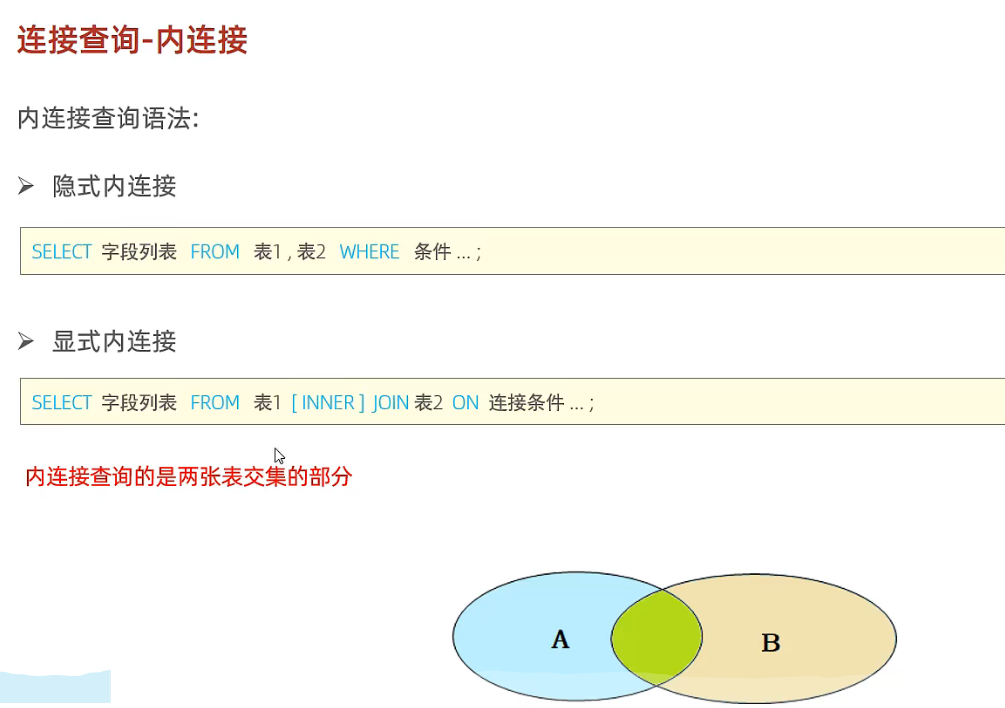 连接查询-内连接
内连接查询语法:
➢ 隐式内连接
SELECT 字段列表 FROM 表1 , 表2 WHERE 条件 ... ;
➢ 显式内连接
SELECT 字段列表 FROM 表1 [ INNER ] JOIN 表2 ON 连接条件 ... ;
内连接查询的是两张表交集的部分
A B